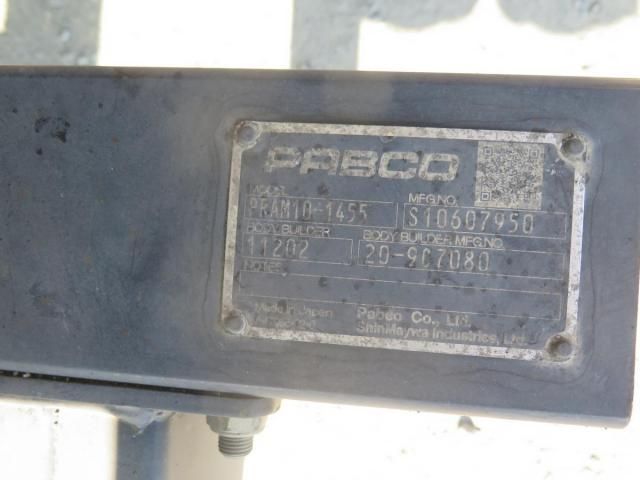 PABCO
MODEL MFG.NO.
PRAM10-1455 S10607950
BODY BUILDER BODY BUILDER MFG.NO.
11202 20-9C7080
NOTES
Made in Japan Pabco Co., Ltd.
ShinMaywa Industries, Ltd.